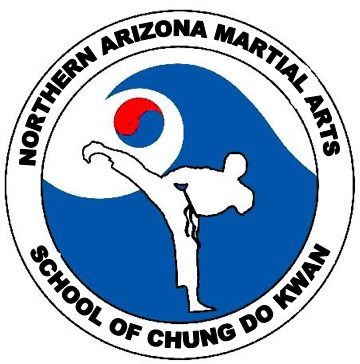 NORTHERN ARIZONA MARTIAL ARTS
SCHOOL OF CHUNG DO KWAN